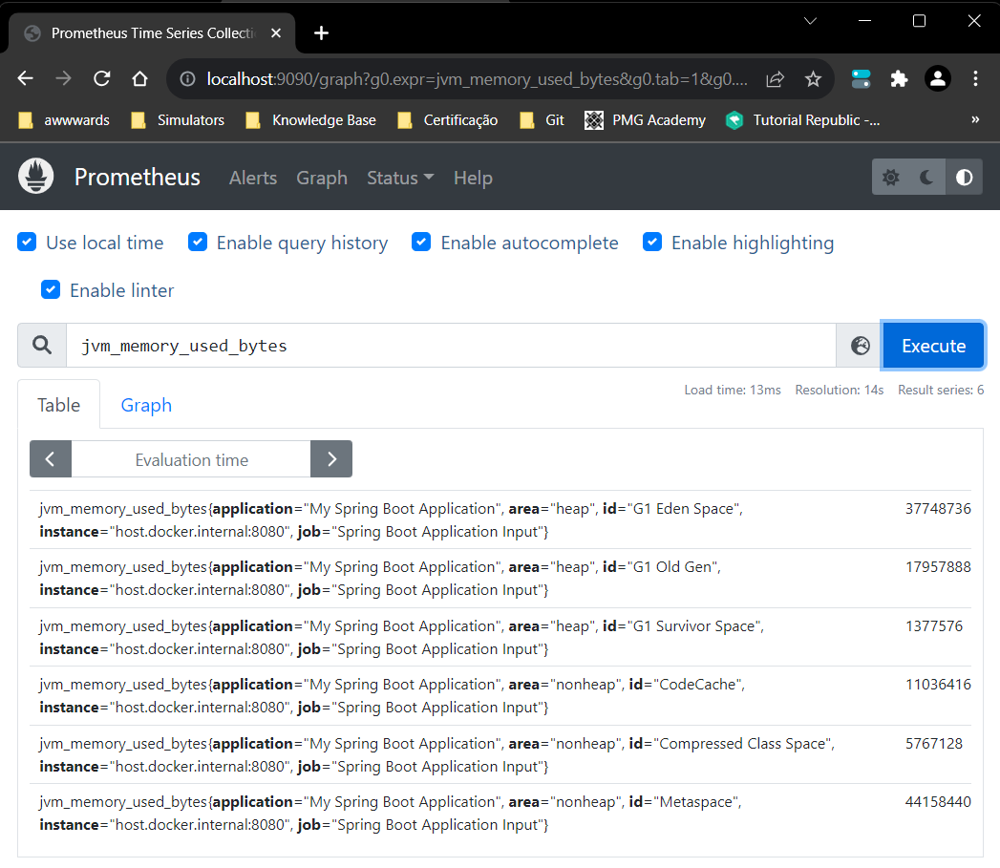 Prometheus Time Series Collecti
localhost:9090/graph?g0.expr=jvm_memory_used_bytes&g0.tab=1&g0....
awwwards Simulators Knowledge Base Certificação Git PMG Academy Tutorial Republic -... »
Prometheus Alerts Graph Status Help
Use local time Enable query history Enable autocomplete Enable highlighting
Enable linter
jvm_memory_used_bytes Execute
Load time: 13ms Resolution: 14s Result series: 6
Table Graph
Evaluation time
jvm_memory_used_bytes{application="My Spring Boot Application", area="heap", id="G1 Eden Space", 37748736
instance="host.docker.internal:8080", job="Spring Boot Application Input"}
jvm_memory_used_bytes{application="My Spring Boot Application", area="heap", id="G1 Old Gen", 17957888
instance="host.docker.internal:8080", job="Spring Boot Application Input"}
jvm_memory_used_bytes{application="My Spring Boot Application", area="heap", id="G1 Survivor Space", 1377576
instance="host.docker.internal:8080", job="Spring Boot Application Input"}
jvm_memory_used_bytes{application="My Spring Boot Application", area="nonheap", id="CodeCache", 11036416
instance="host.docker.internal:8080", job="Spring Boot Application Input"}
jvm_memory_used_bytes{application="My Spring Boot Application", area="nonheap", id="Compressed Class Space", 5767128
instance="host.docker.internal:8080", job="Spring Boot Application Input"}
jvm_memory_used_bytes{application="My Spring Boot Application", area="nonheap", id="Metaspace", 44158440
instance="host.docker.internal:8080", job="Spring Boot Application Input"}